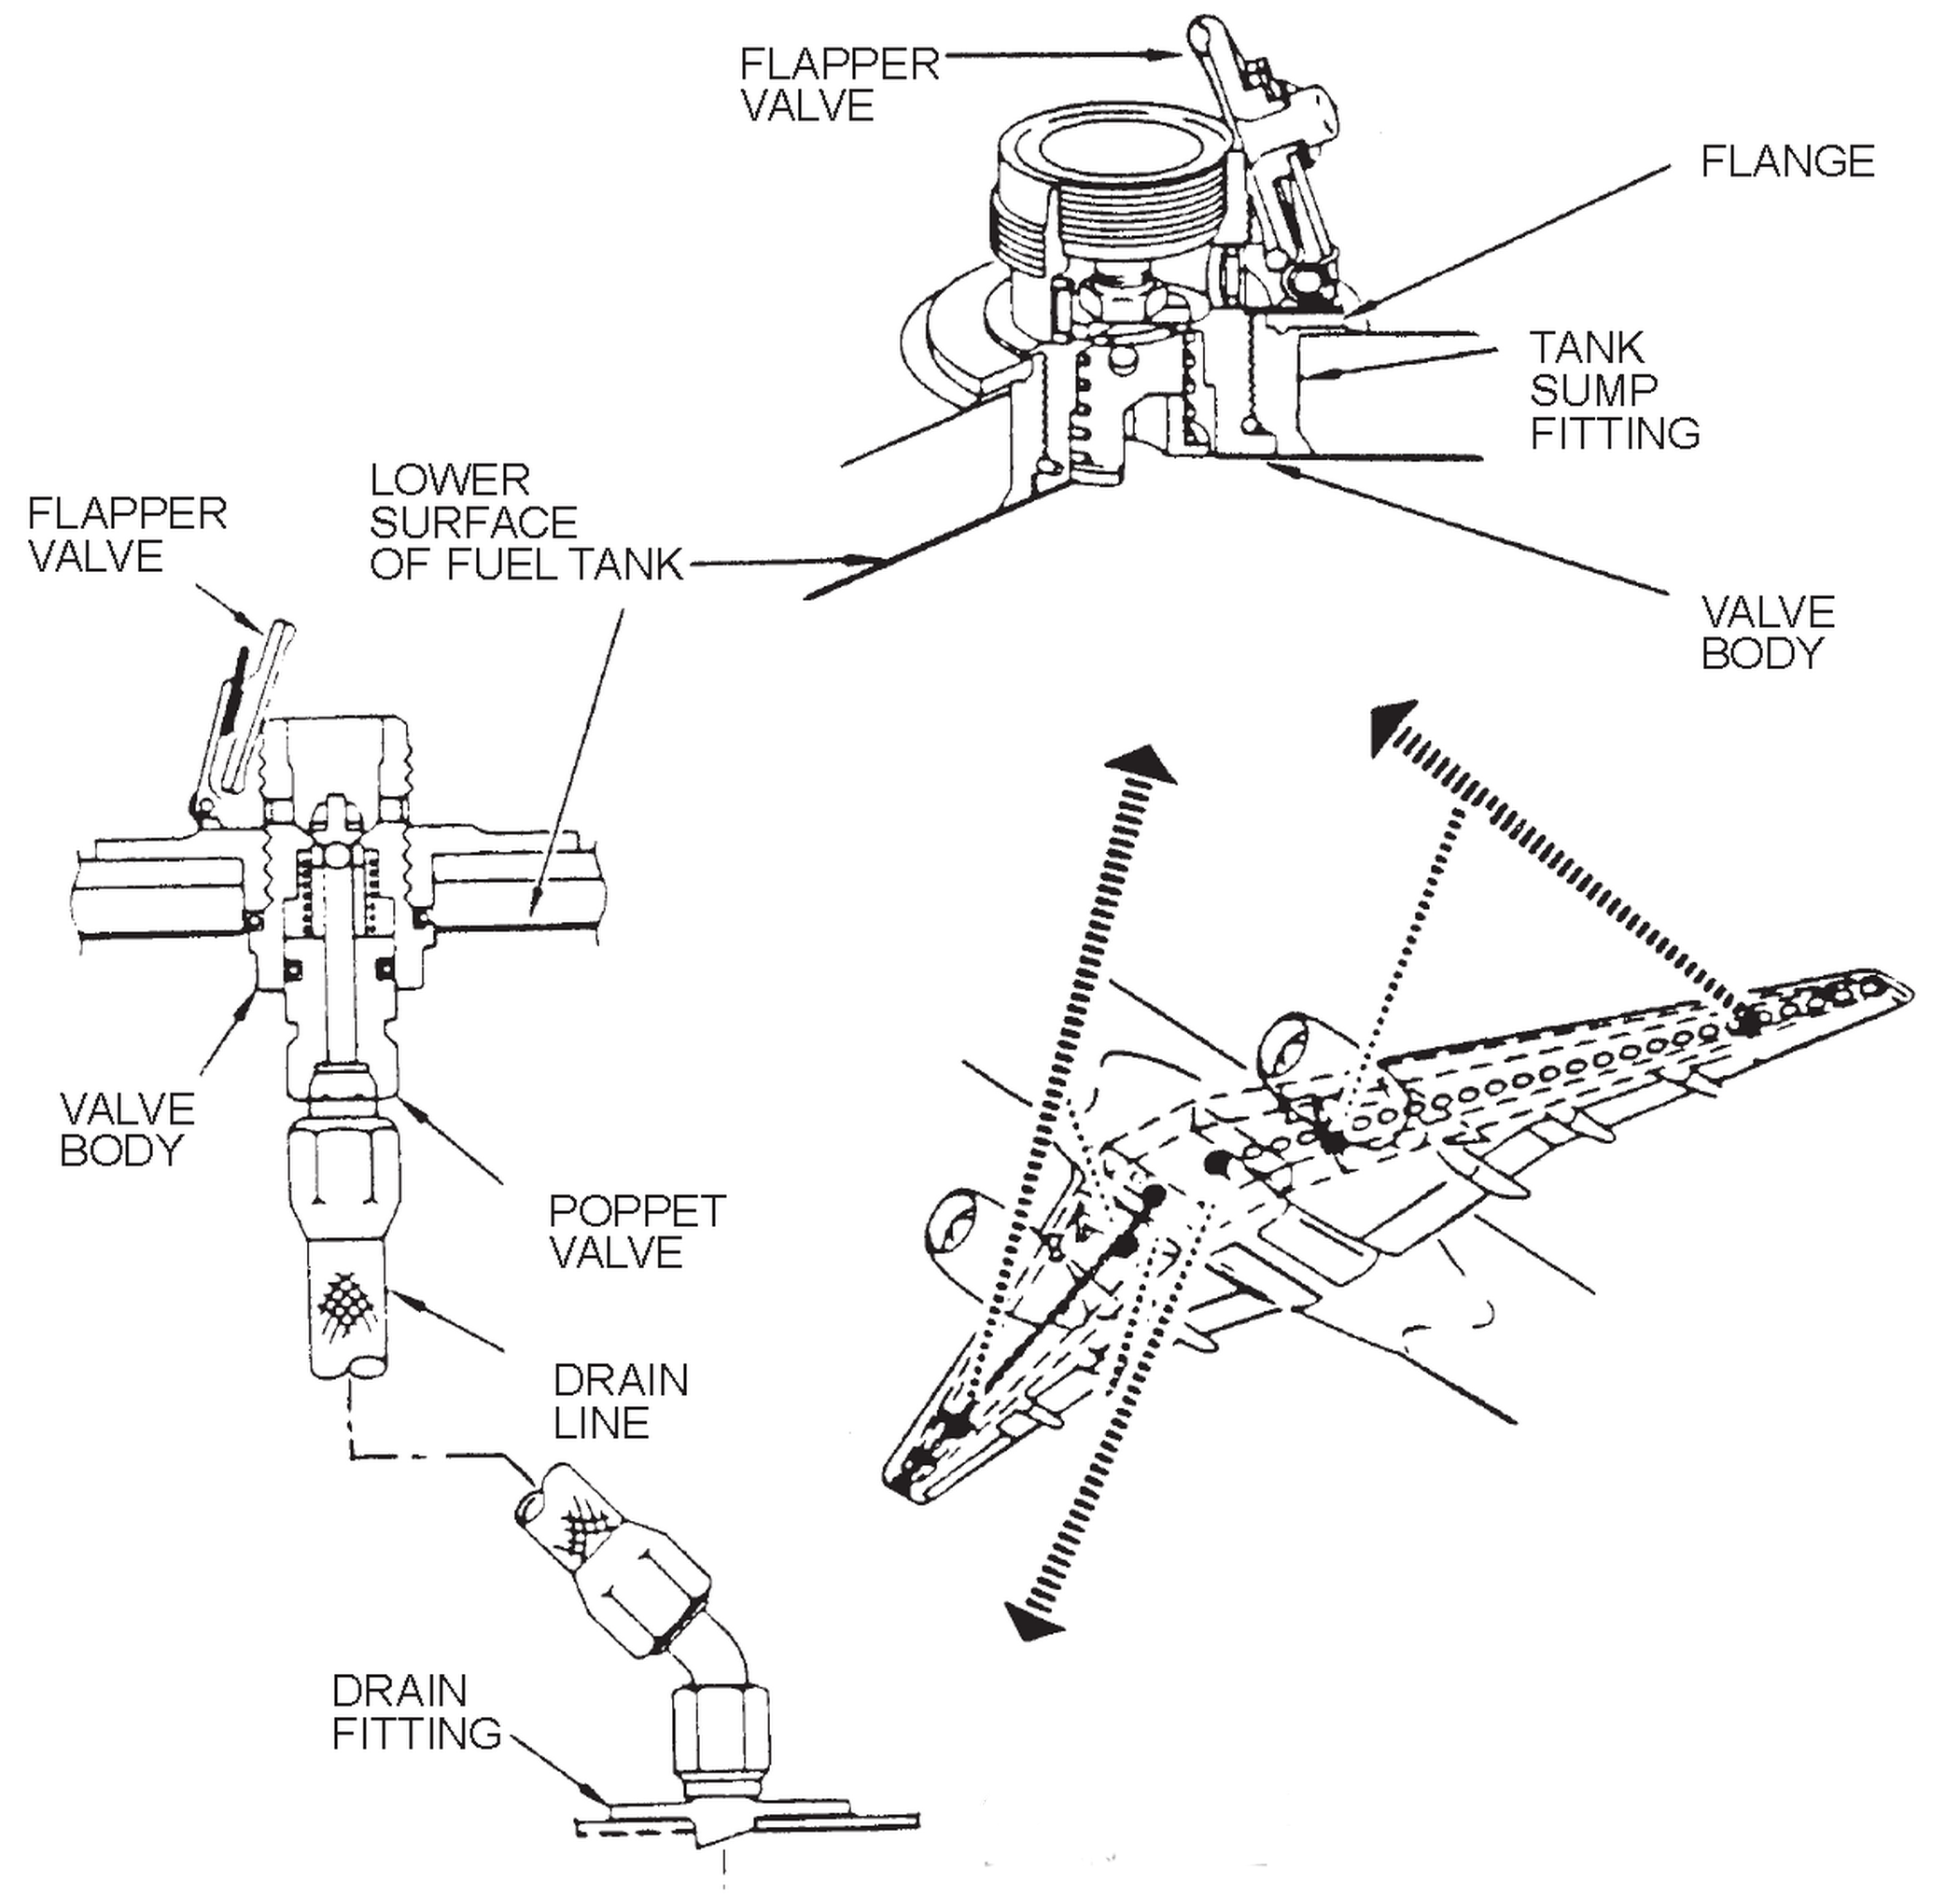 FLAPPER
VALVE
FLANGE
TANK
SUMP
FITTING
LOWER
SURFACE
OF FUEL TANK
FLAPPER
VALVE
VALVE
BODY
VALVE
BODY
POPPET
VALVE
DRAIN
LINE
DRAIN
FITTING